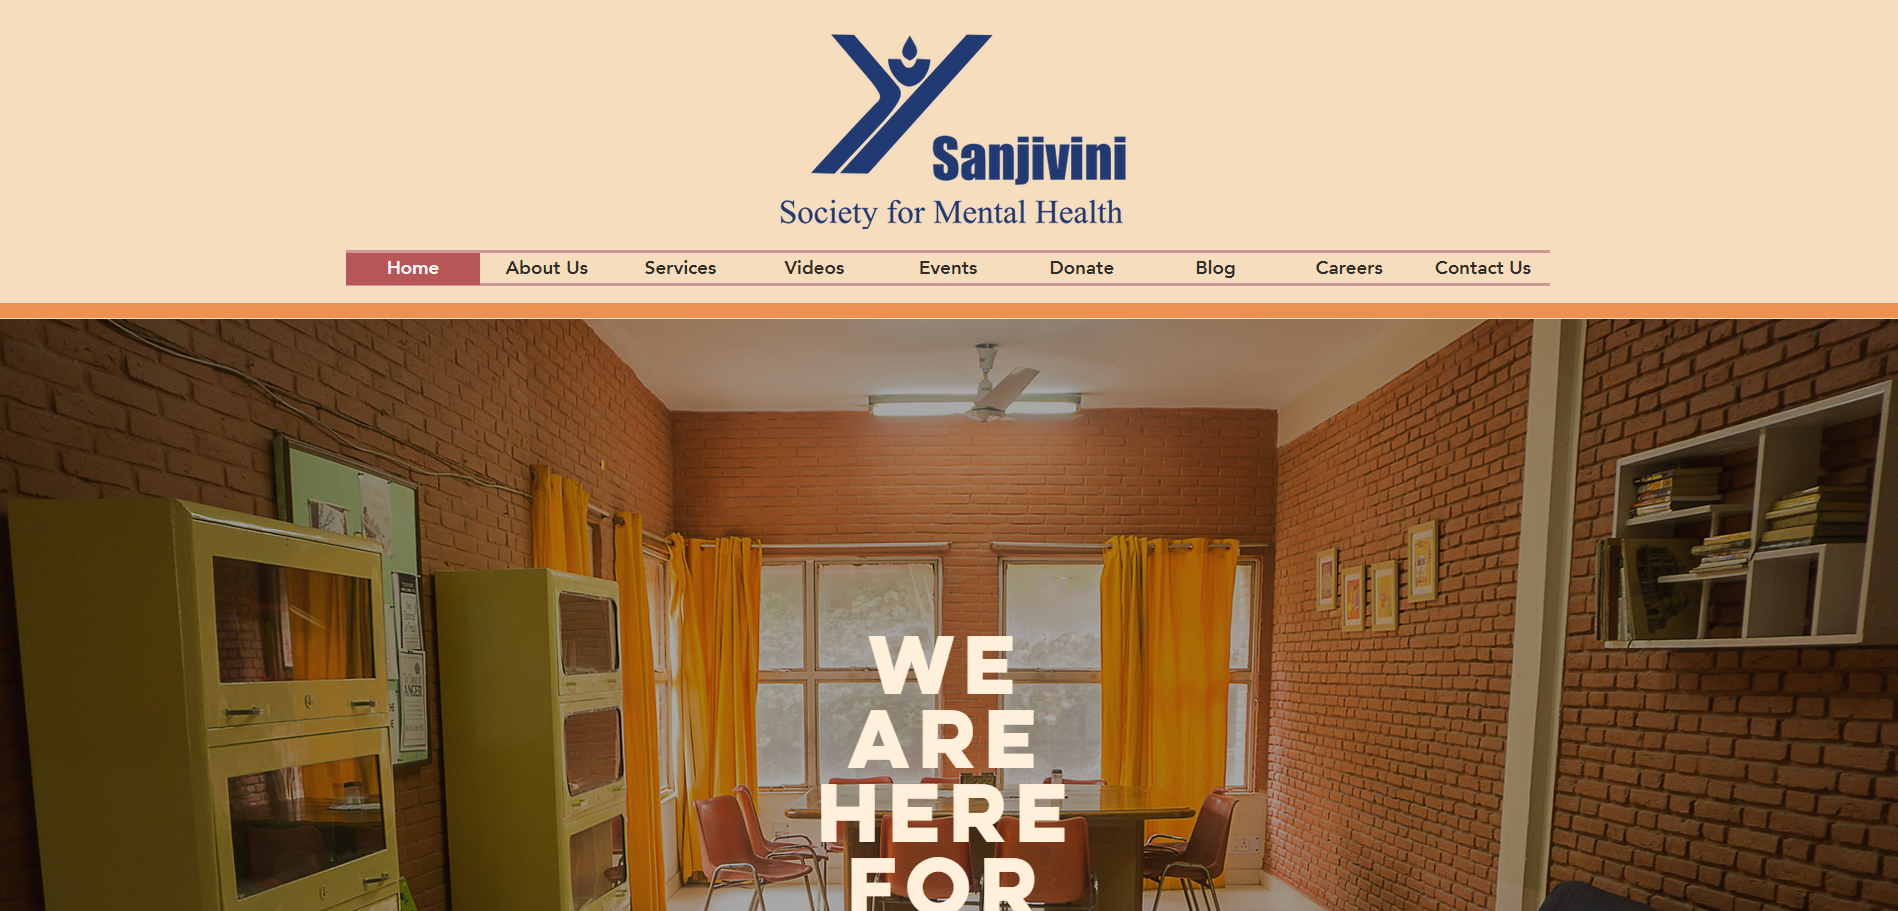 Sanjivini
Society for Mental Health
Home About Us Services Videos Events Donate Blog Careers Contact Us
WE
ARE
HERE
FOR
ANGER